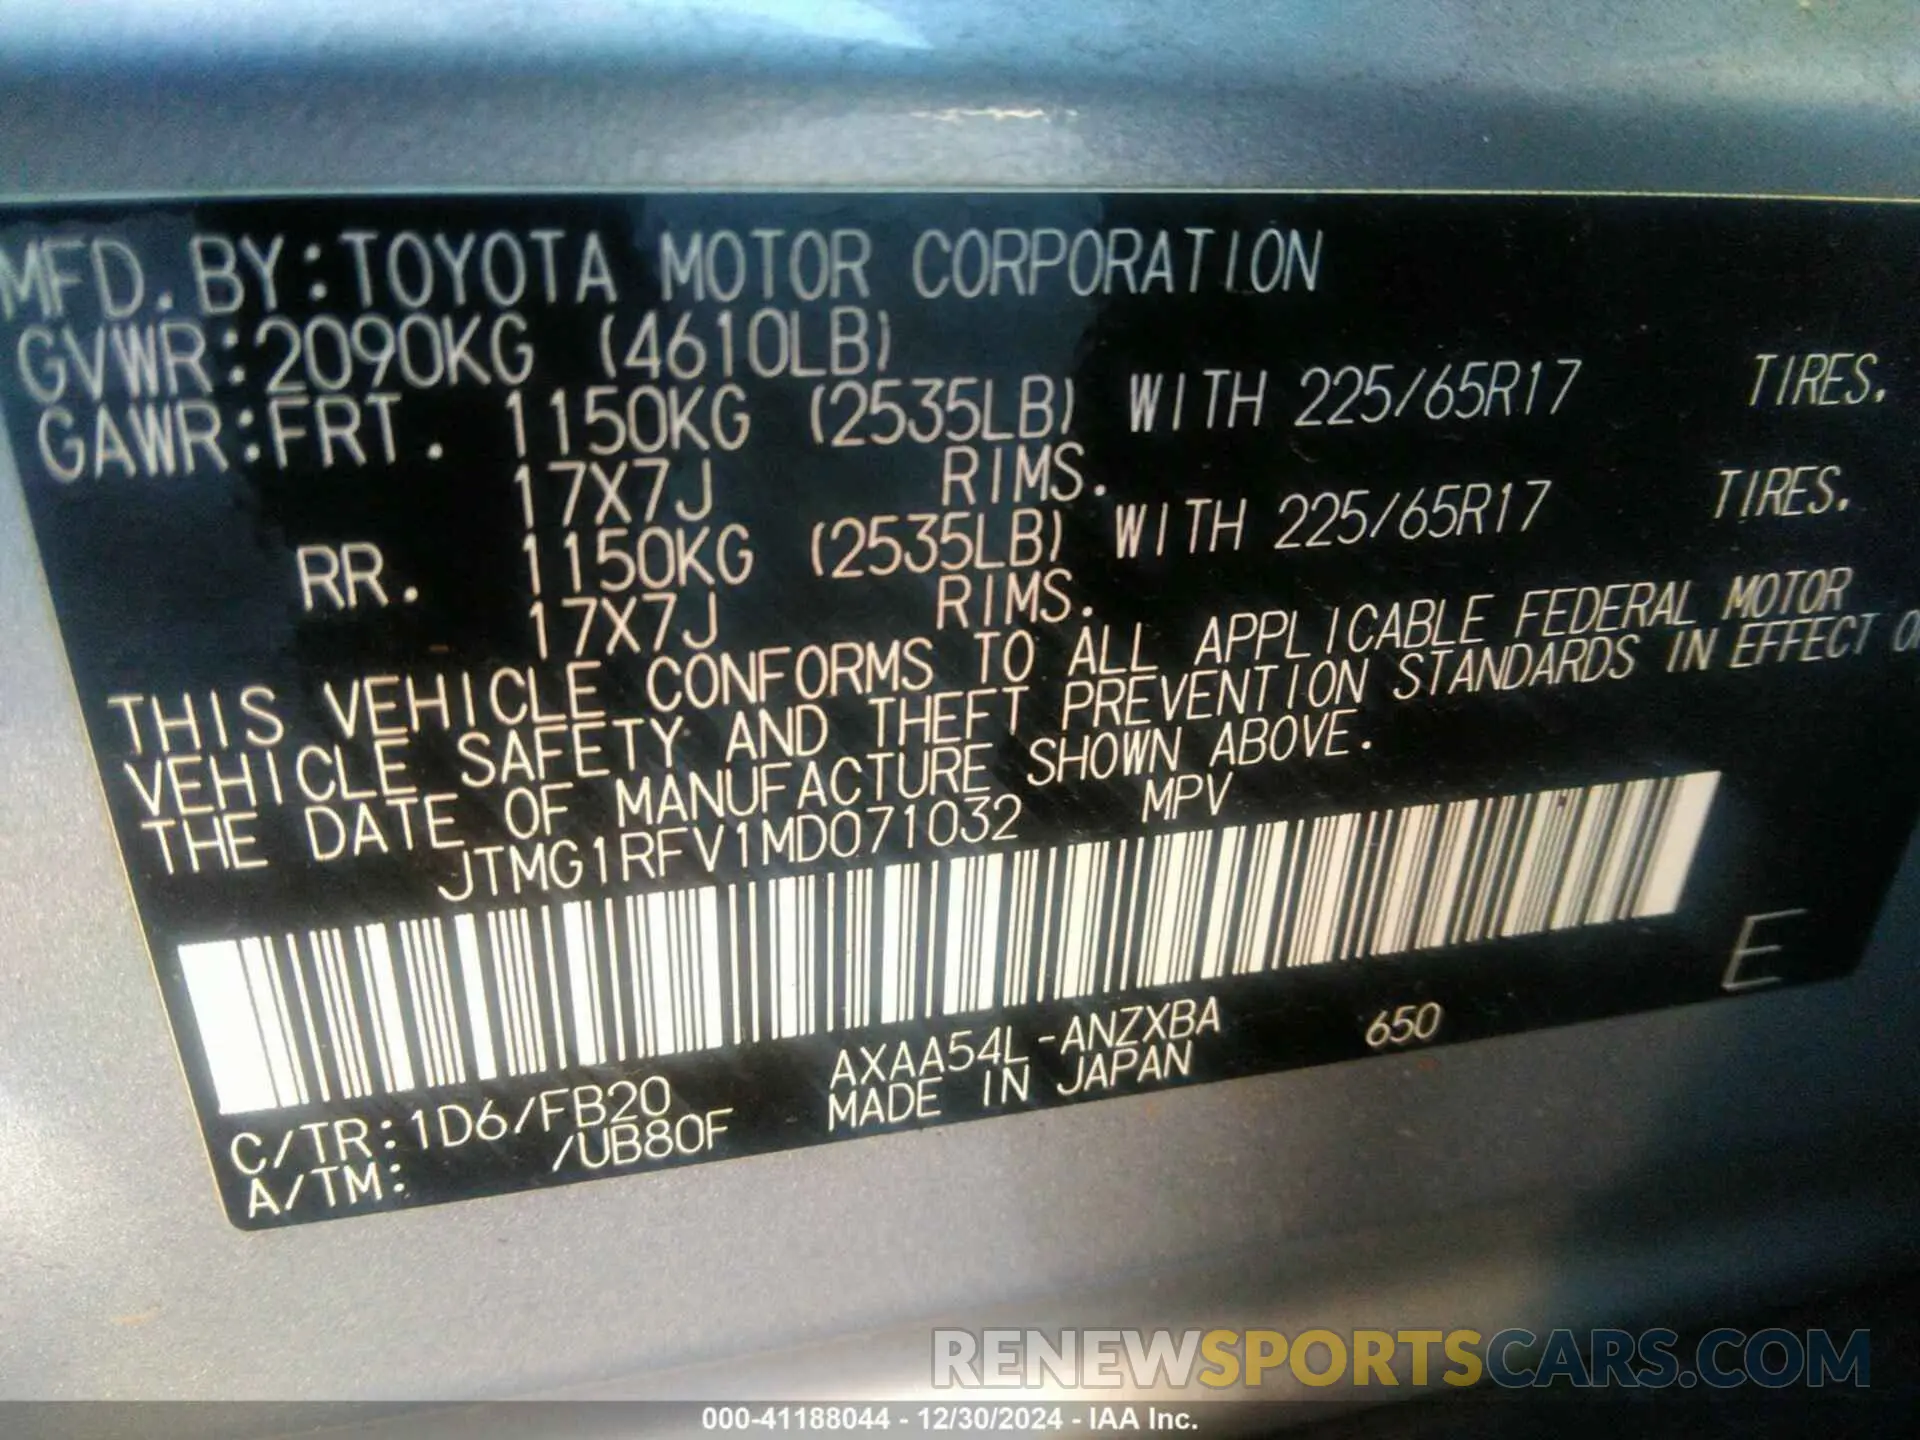 MFD. BY: TOYOTA MOTOR CORPORATION
GVWR: 2090KG (4610LB)
GAWR: FRT. 1150KG (2535LB) WITH 225/65R17 TIRES.
17X7J RIMS.
RR. 1150KG (2535LB) WITH 225/65R17 TIRES.
17X7J RIMS.
THIS VEHICLE CONFORMS TO ALL APPLICABLE FEDERAL MOTOR
VEHICLE SAFETY AND THEFT PREVENTION STANDARDS IN EFFECT
THE DATE OF MANUFACTURE SHOWN ABOVE.
JTMG1RFV1MD071032 MPV
E
AXAA54L-ANZXBA 650
C/TR: 1D6/FB20 MADE IN JAPAN
A/TM: /UB80F
RENEWSPORTSCARS.COM
000-41188044 - 12/30/2024 - IAA Inc.